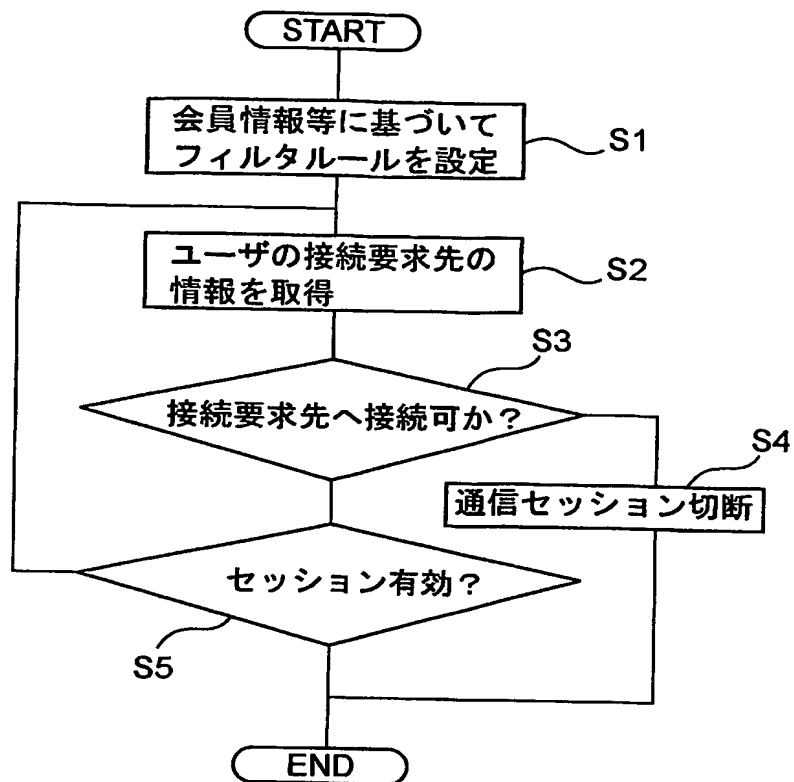 START
会員情報等に基づいて
フィルタルールを設定
S1
ユーザの接続要求先の
情報を取得
S2
S3
接続要求先へ接続可か？
S4
通信セッション切断
セッション有効？
S5
END